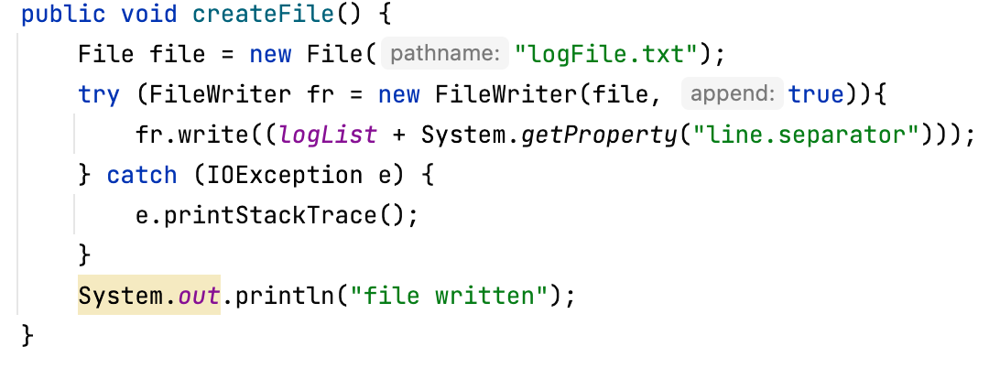 public void createFile() {
File file = new File( pathname: "logFile.txt");
try (FileWriter fr = new FileWriter(file, append: true)){
fr.write((logList + System.getProperty("line.separator")));
} catch (IOException e) {
e.printStackTrace();
}
System.out.println("file written");
}